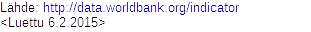 Lähde: http://data.worldbank.org/indicator
<Luettu 6.2.2015>